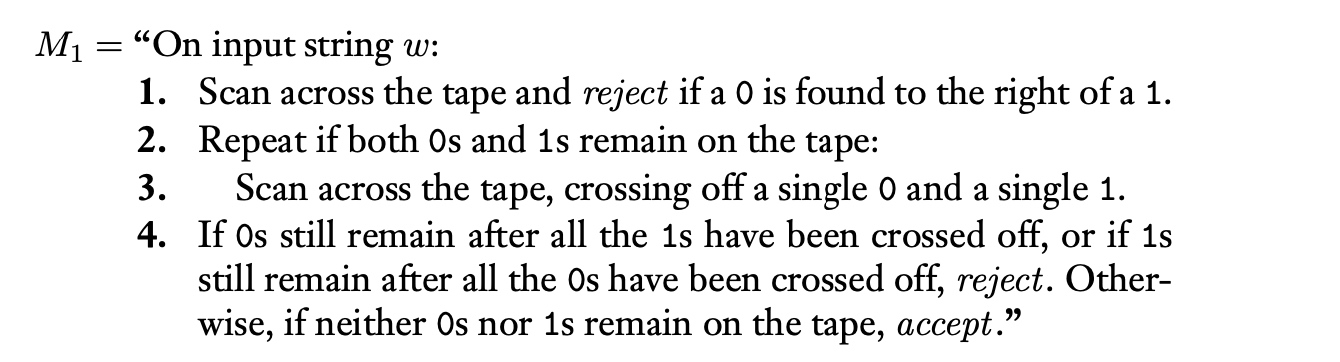 M₁ = “On input string w:
1. Scan across the tape and reject if a 0 is found to the right of a 1.
2. Repeat if both 0s and 1s remain on the tape:
3. Scan across the tape, crossing off a single 0 and a single 1.
4. If 0s still remain after all the 1s have been crossed off, or if 1s
still remain after all the 0s have been crossed off, reject. Other-
wise, if neither 0s nor 1s remain on the tape, accept.”